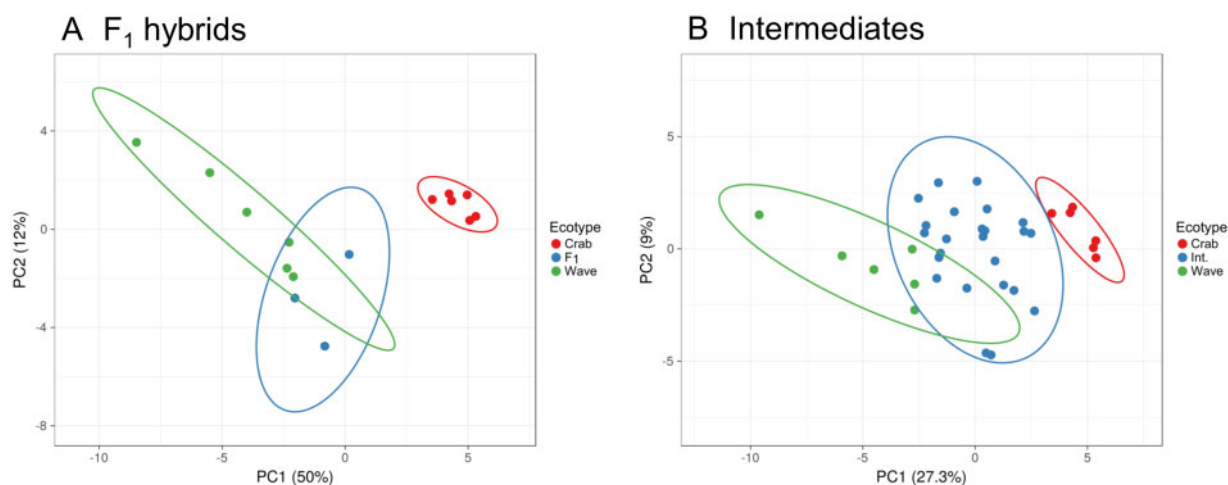 A F₁ hybrids
4
0
-4
-8
PC2 (12%)
-10
-5
0
5
PC1 (50%)
Ecotype
Crab
F₁
Wave
B Intermediates
5
0
-5
PC2 (9%)
-10
-5
0
5
PC1 (27.3%)
Ecotype
Crab
Int.
Wave